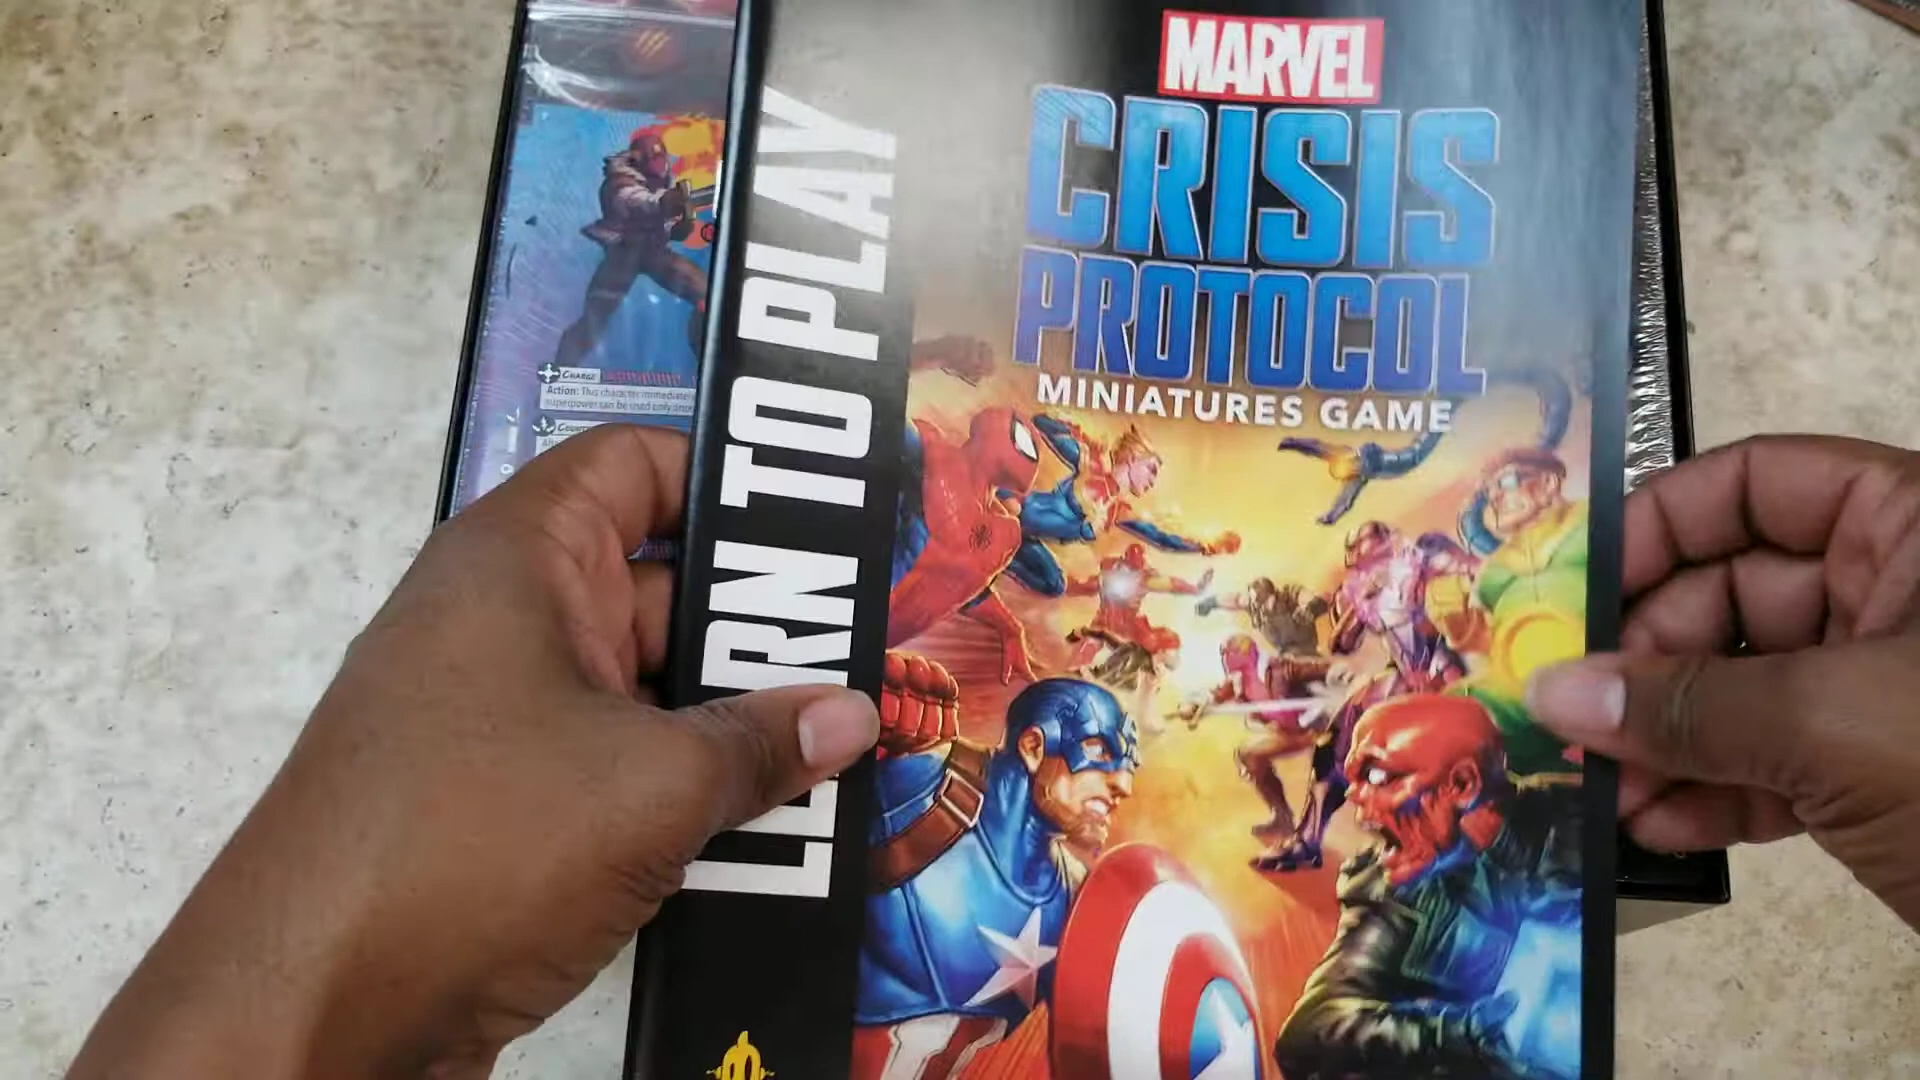 MARVEL
CRISIS
PROTOCOL
MINIATURES GAME
LEARN TO PLAY
CHARGE
Action: This character immediately
superpower can be used only once